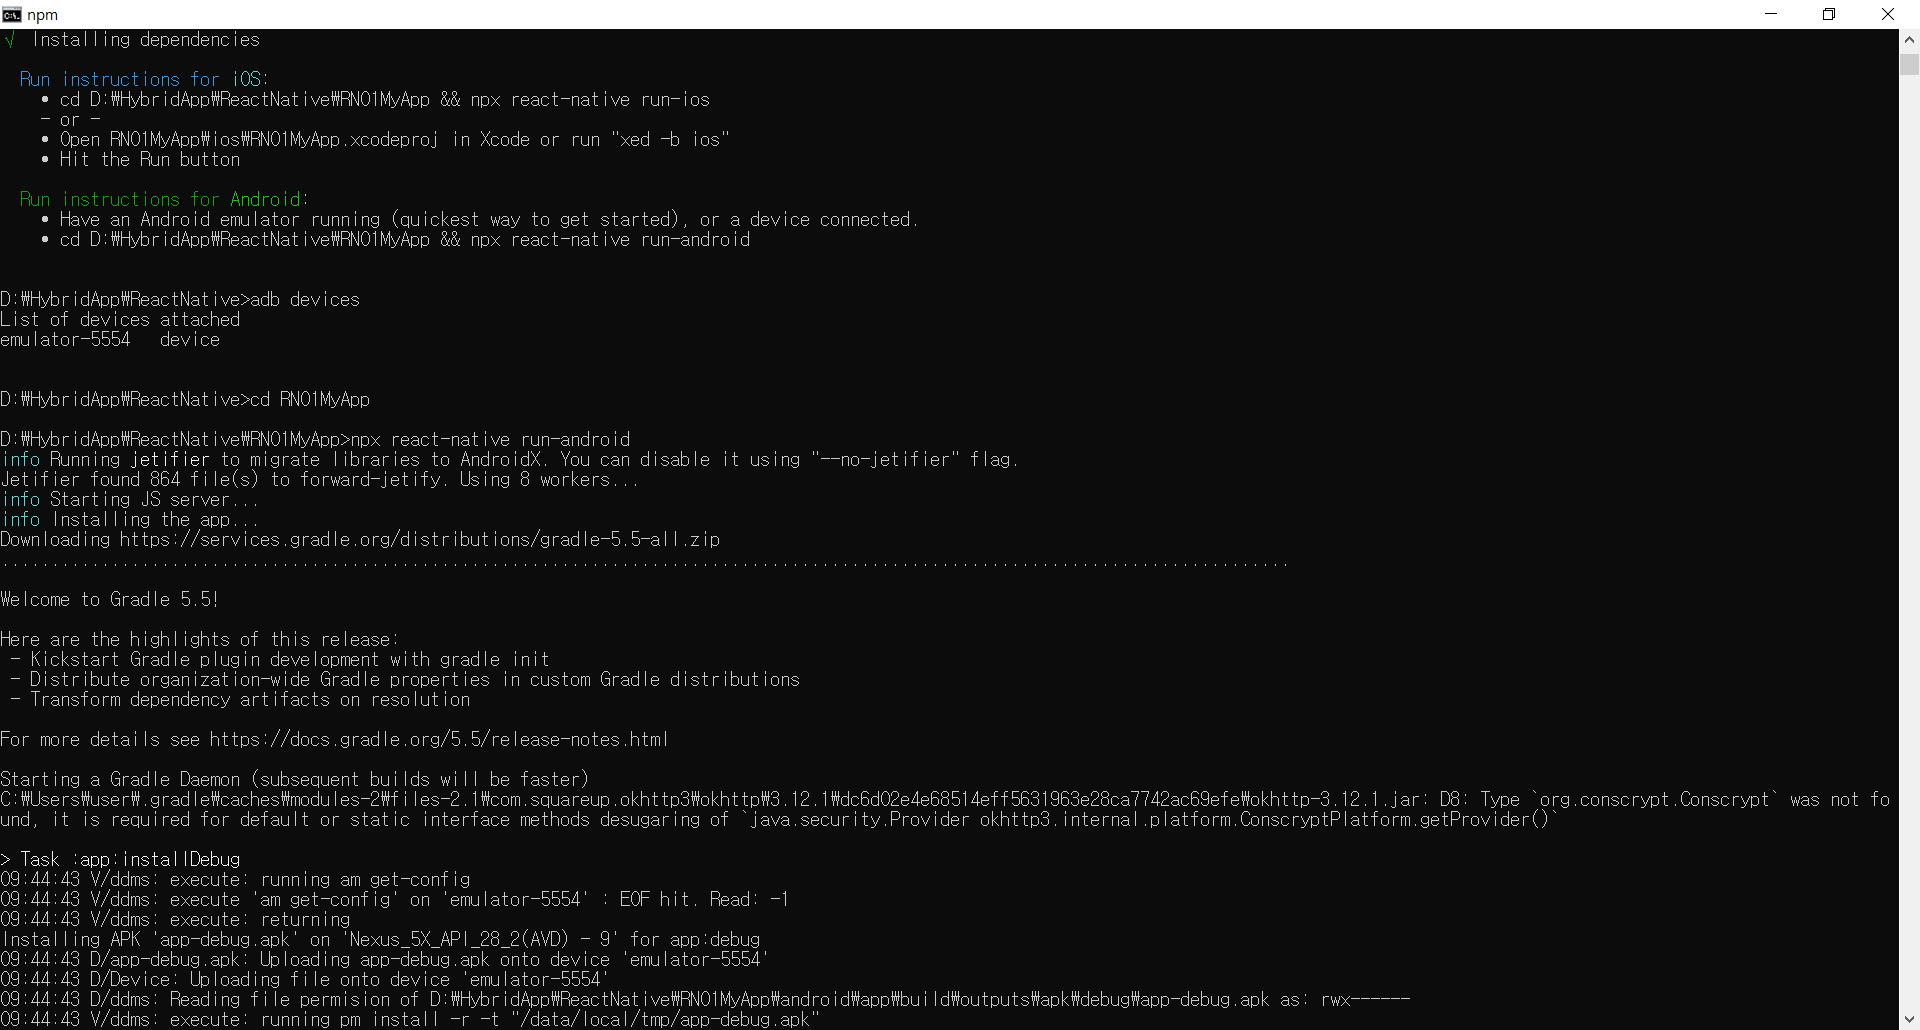 npm
√ Installing dependencies
Run instructions for iOS:
• cd D:₩HybridApp₩ReactNative₩RN01MyApp && npx react-native run-ios
- or -
• Open RN01MyApp₩ios₩RN01MyApp.xcodeproj in Xcode or run "xed -b ios"
• Hit the Run button
Run instructions for Android:
• Have an Android emulator running (quickest way to get started), or a device connected.
• cd D:₩HybridApp₩ReactNative₩RN01MyApp && npx react-native run-android
D:₩HybridApp₩ReactNative>adb devices
List of devices attached
emulator-5554   device
D:₩HybridApp₩ReactNative>cd RN01MyApp
D:₩HybridApp₩ReactNative₩RN01MyApp>npx react-native run-android
info Running jetifier to migrate libraries to AndroidX. You can disable it using "--no-jetifier" flag.
Jetifier found 864 file(s) to forward-jetify. Using 8 workers...
info Starting JS server...
info Installing the app...
Downloading https://services.gradle.org/distributions/gradle-5.5-all.zip
.................................................................................................................................
Welcome to Gradle 5.5!
Here are the highlights of this release:
- Kickstart Gradle plugin development with gradle init
- Distribute organization-wide Gradle properties in custom Gradle distributions
- Transform dependency artifacts on resolution
For more details see https://docs.gradle.org/5.5/release-notes.html
Starting a Gradle Daemon (subsequent builds will be faster)
C:₩Users₩user₩.gradle₩caches₩modules-2₩files-2.1₩com.squareup.okhttp3₩okhttp₩3.12.1₩dc6d02e4e68514eff5631963e28ca7742ac69efe₩okhttp-3.12.1.jar: D8: Type `org.conscrypt.Conscrypt` was not fo
und, it is required for default or static interface methods desugaring of `java.security.Provider okhttp3.internal.platform.ConscryptPlatform.getProvider()`
> Task :app:installDebug
09:44:43 V/ddms: execute: running am get-config
09:44:43 V/ddms: execute 'am get-config' on 'emulator-5554' : EOF hit. Read: -1
09:44:43 V/ddms: execute: returning
Installing APK 'app-debug.apk' on 'Nexus_5X_API_28_2(AVD) - 9' for app:debug
09:44:43 D/app-debug.apk: Uploading app-debug.apk onto device 'emulator-5554'
09:44:43 D/Device: Uploading file onto device 'emulator-5554'
09:44:43 D/ddms: Reading file permision of D:₩HybridApp₩ReactNative₩RN01MyApp₩android₩app₩build₩outputs₩apk₩debug₩app-debug.apk as: rwx------
09:44:43 V/ddms: execute: running pm install -r -t "/data/local/tmp/app-debug.apk"